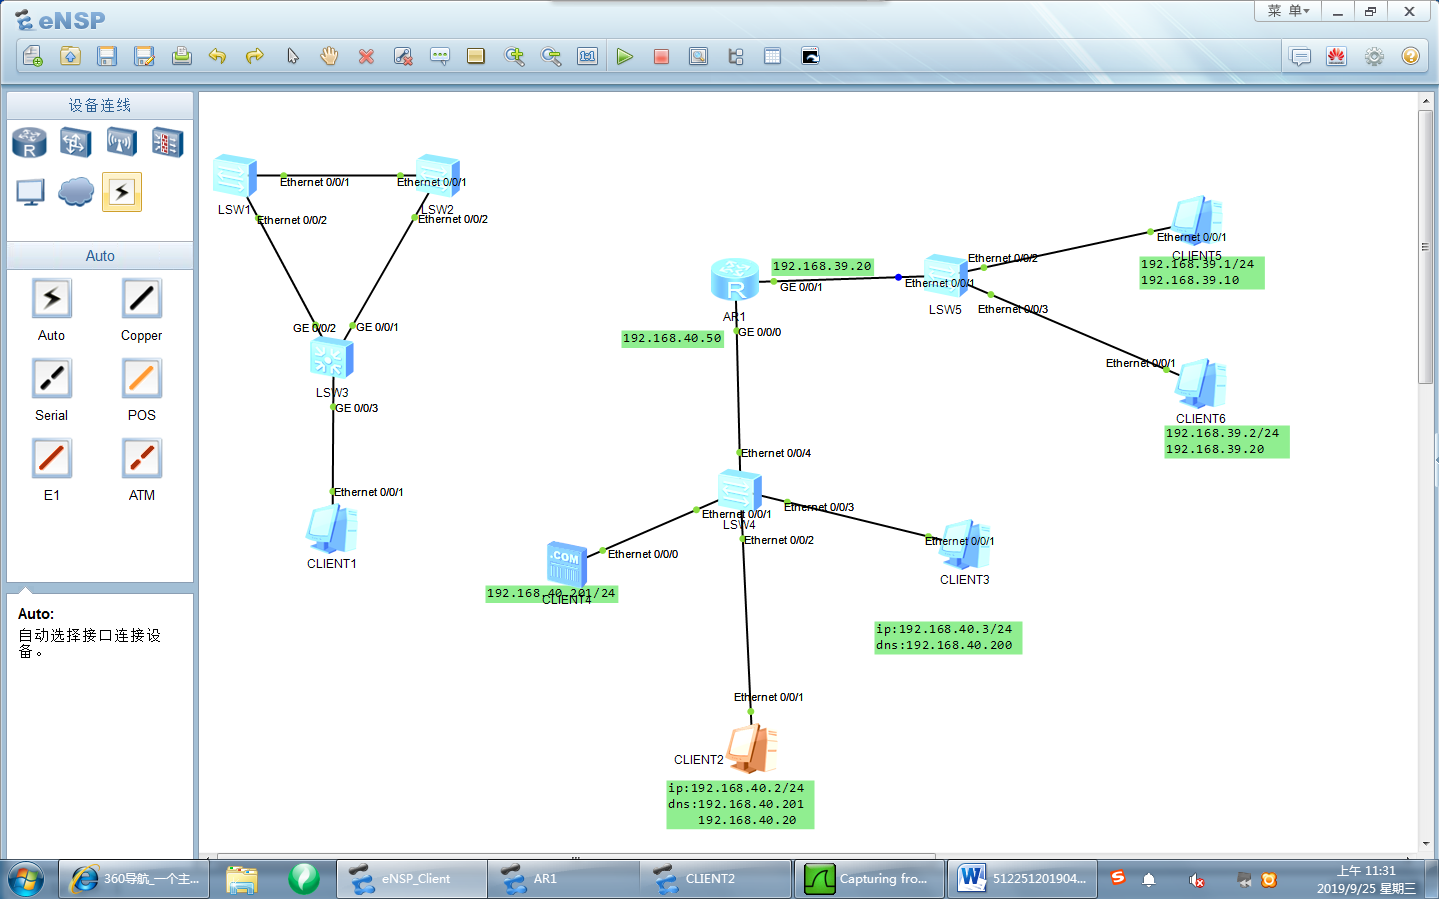 eNSP
菜 单
设备连线
R
Auto
Auto
Copper
Serial
POS
E1
ATM
Auto:
自动选择接口连接设
备。
LSW1
Ethernet 0/0/1
Ethernet 0/0/2
LSW2
Ethernet 0/0/1
Ethernet 0/0/2
GE 0/0/2
GE 0/0/1
LSW3
GE 0/0/3
Ethernet 0/0/1
CLIENT1
R
AR1
192.168.39.20
GE 0/0/1
192.168.40.50
GE 0/0/0
Ethernet 0/0/1
LSW5
Ethernet 0/0/2
Ethernet 0/0/3
Ethernet 0/0/1
CLIENT5
192.168.39.1/24
192.168.39.10
Ethernet 0/0/1
CLIENT6
192.168.39.2/24
192.168.39.20
Ethernet 0/0/4
Ethernet 0/0/1
LSW4
Ethernet 0/0/3
Ethernet 0/0/2
.COM
Ethernet 0/0/0
192.168.40.201/24
CLIENT4
Ethernet 0/0/1
CLIENT3
ip:192.168.40.3/24
dns:192.168.40.200
Ethernet 0/0/1
CLIENT2
ip:192.168.40.2/24
dns:192.168.40.201
192.168.40.20
360导航_一个主...
eNSP_Client
AR1
CLIENT2
Capturing fro...
512251201904...
上午 11:31
2019/9/25 星期三